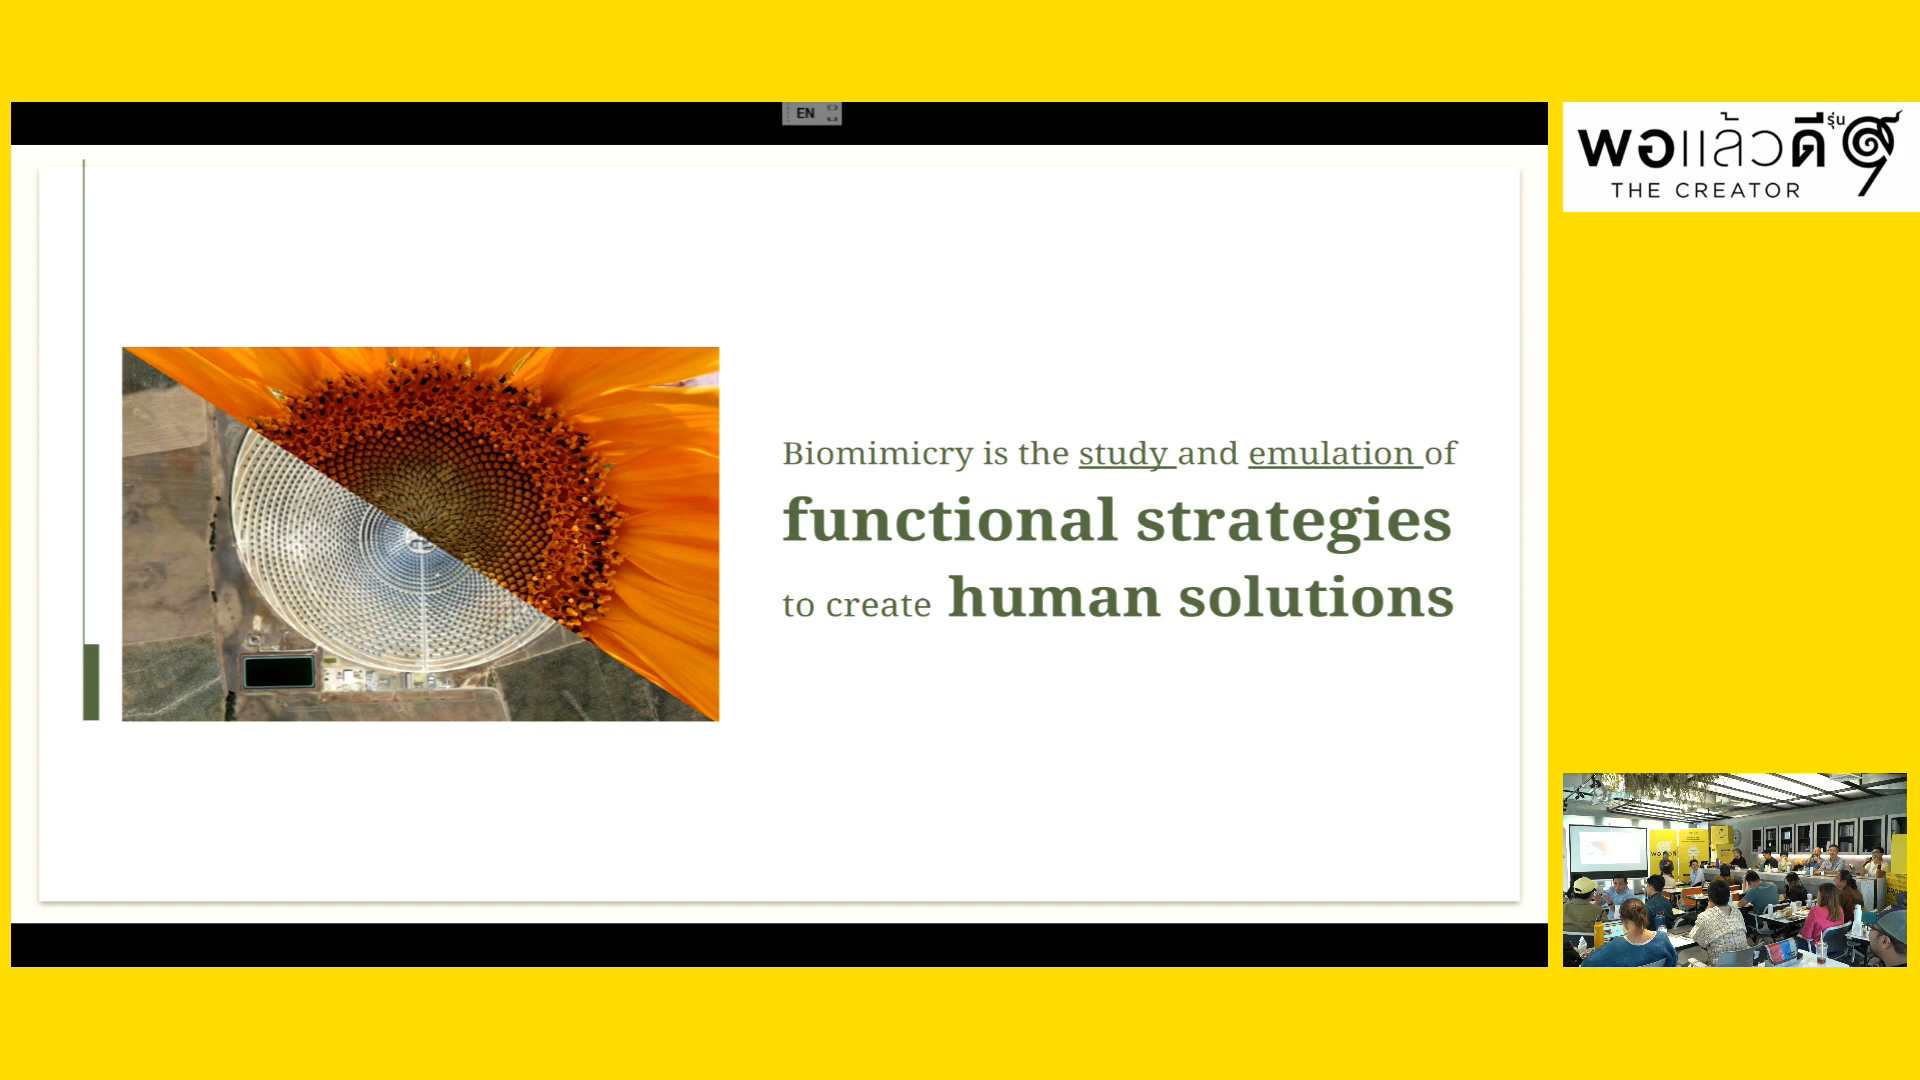 EN
Biomimicry is the study and emulation of
functional strategies
to create human solutions
พอแล้วดี รุ่น ๙
THE CREATOR